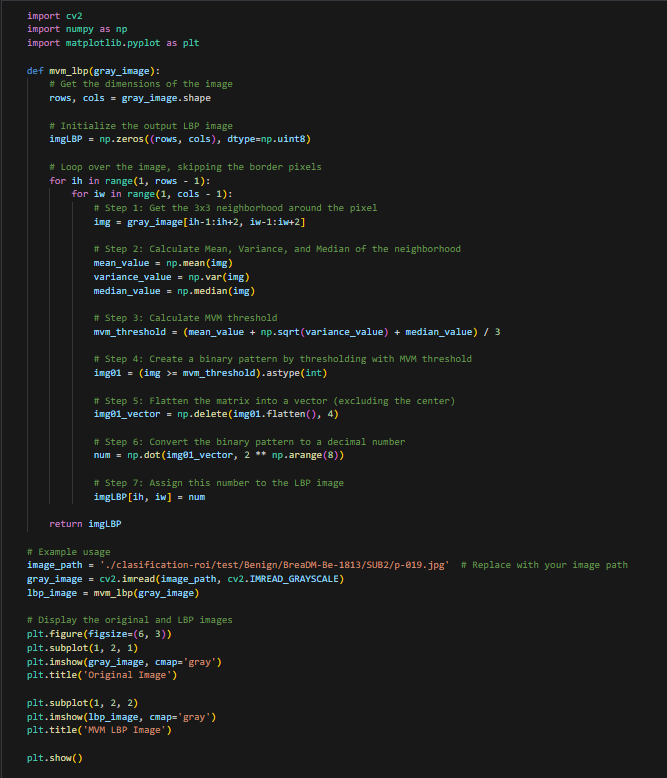 import cv2
import numpy as np
import matplotlib.pyplot as plt

def mvm_lbp(gray_image):
    # Get the dimensions of the image
    rows, cols = gray_image.shape

    # Initialize the output LBP image
    imgLBP = np.zeros((rows, cols), dtype=np.uint8)

    # Loop over the image, skipping the border pixels
    for ih in range(1, rows - 1):
        for iw in range(1, cols - 1):
            # Step 1: Get the 3x3 neighborhood around the pixel
            img = gray_image[ih-1:ih+2, iw-1:iw+2]

            # Step 2: Calculate Mean, Variance, and Median of the neighborhood
            mean_value = np.mean(img)
            variance_value = np.var(img)
            median_value = np.median(img)

            # Step 3: Calculate MVM threshold
            mvm_threshold = (mean_value + np.sqrt(variance_value) + median_value) / 3

            # Step 4: Create a binary pattern by thresholding with MVM threshold
            img01 = (img >= mvm_threshold).astype(int)

            # Step 5: Flatten the matrix into a vector (excluding the center)
            img01_vector = np.delete(img01.flatten(), 4)

            # Step 6: Convert the binary pattern to a decimal number
            num = np.dot(img01_vector, 2 ** np.arange(8))

            # Step 7: Assign this number to the LBP image
            imgLBP[ih, iw] = num

    return imgLBP

# Example usage
image_path = './clasification-roi/test/Benign/BreaDM-Be-1813/SUB2/p-019.jpg'  # Replace with your image path
gray_image = cv2.imread(image_path, cv2.IMREAD_GRAYSCALE)
lbp_image = mvm_lbp(gray_image)

# Display the original and LBP images
plt.figure(figsize=(6, 3))
plt.subplot(1, 2, 1)
plt.imshow(gray_image, cmap='gray')
plt.title('Original Image')

plt.subplot(1, 2, 2)
plt.imshow(lbp_image, cmap='gray')
plt.title('MVM LBP Image')

plt.show()